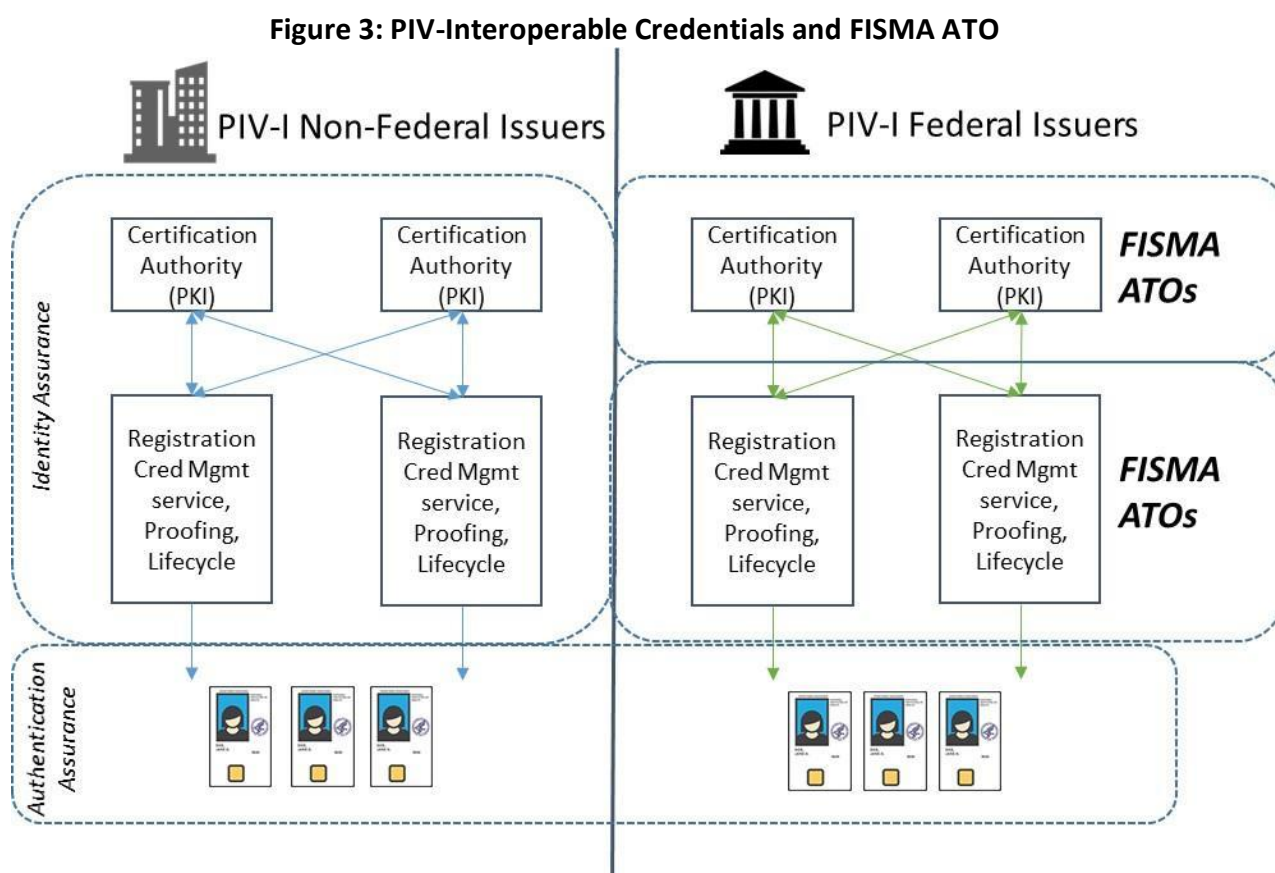 Figure 3: PIV-Interoperable Credentials and FISMA ATO
PIV-I Non-Federal Issuers
PIV-I Federal Issuers
Identity Assurance
Certification
Authority
(PKI)
Certification
Authority
(PKI)
Certification
Authority
(PKI)
Certification
Authority
(PKI)
FISMA
ATOs
Registration
Cred Mgmt
service,
Proofing,
Lifecycle
Registration
Cred Mgmt
service,
Proofing,
Lifecycle
Registration
Cred Mgmt
service,
Proofing,
Lifecycle
Registration
Cred Mgmt
service,
Proofing,
Lifecycle
FISMA
ATOs
Authentication
Assurance